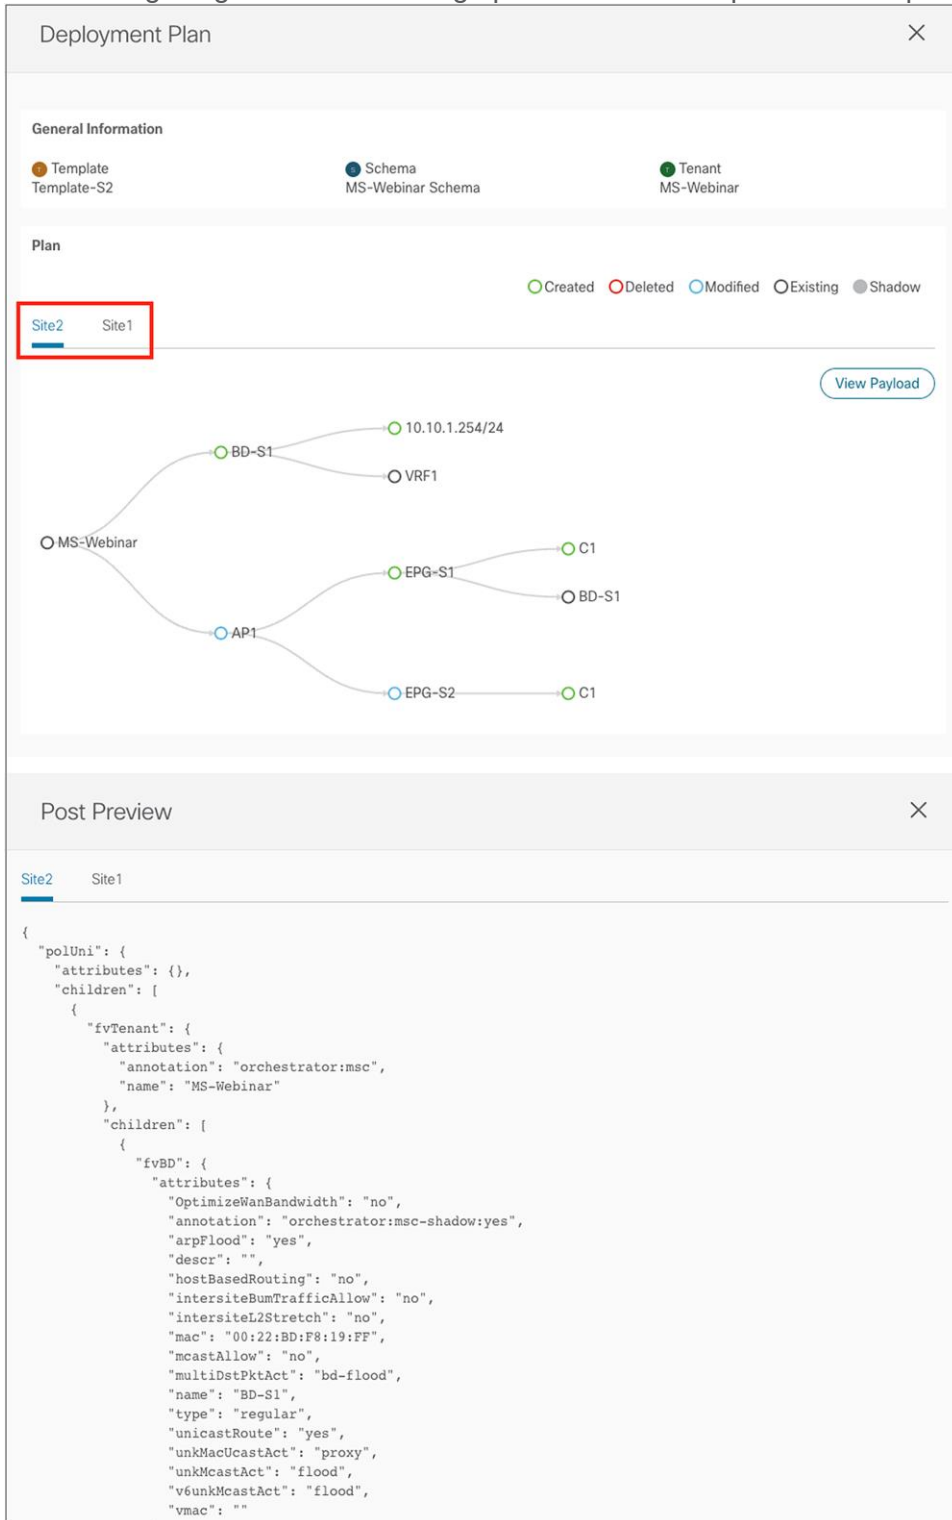 Deployment Plan
General Information
Template
Schema
Tenant
Template-S2
MS-Webinar Schema
MS-Webinar
Plan
Created Deleted Modified Existing Shadow
Site2 Site1
View Payload
10.10.1.254/24
BD-S1
VRF1
MS-Webinar
C1
EPG-S1
BD-S1
AP1
EPG-S2
C1
Post Preview
Site2 Site1
{
"polUni": {
"attributes": {},
"children": [
{
"fvTenant": {
"attributes": {
"annotation": "orchestrator:msc",
"name": "MS-Webinar"
},
"children": [
{
"fvBD": {
"attributes": {
"OptimizeWanBandwidth": "no",
"annotation": "orchestrator:msc-shadow:yes",
"arpFlood": "yes",
"descr": "",
"hostBasedRouting": "no",
"intersiteBumTrafficAllow": "no",
"intersiteL2Stretch": "no",
"mac": "00:22:BD:F8:19:FF",
"mcastAllow": "no",
"multiDstPktAct": "bd-flood",
"name": "BD-S1",
"type": "regular",
"unicastRoute": "yes",
"unkMacUcastAct": "proxy",
"unkMcastAct": "flood",
"v6unkMcastAct": "flood",
"vmac": ""